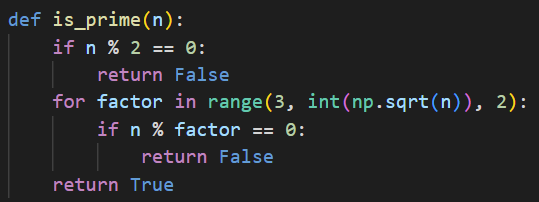 def is_prime(n):
    if n % 2 == 0:
        return False
    for factor in range(3, int(np.sqrt(n)), 2):
        if n % factor == 0:
            return False
    return True